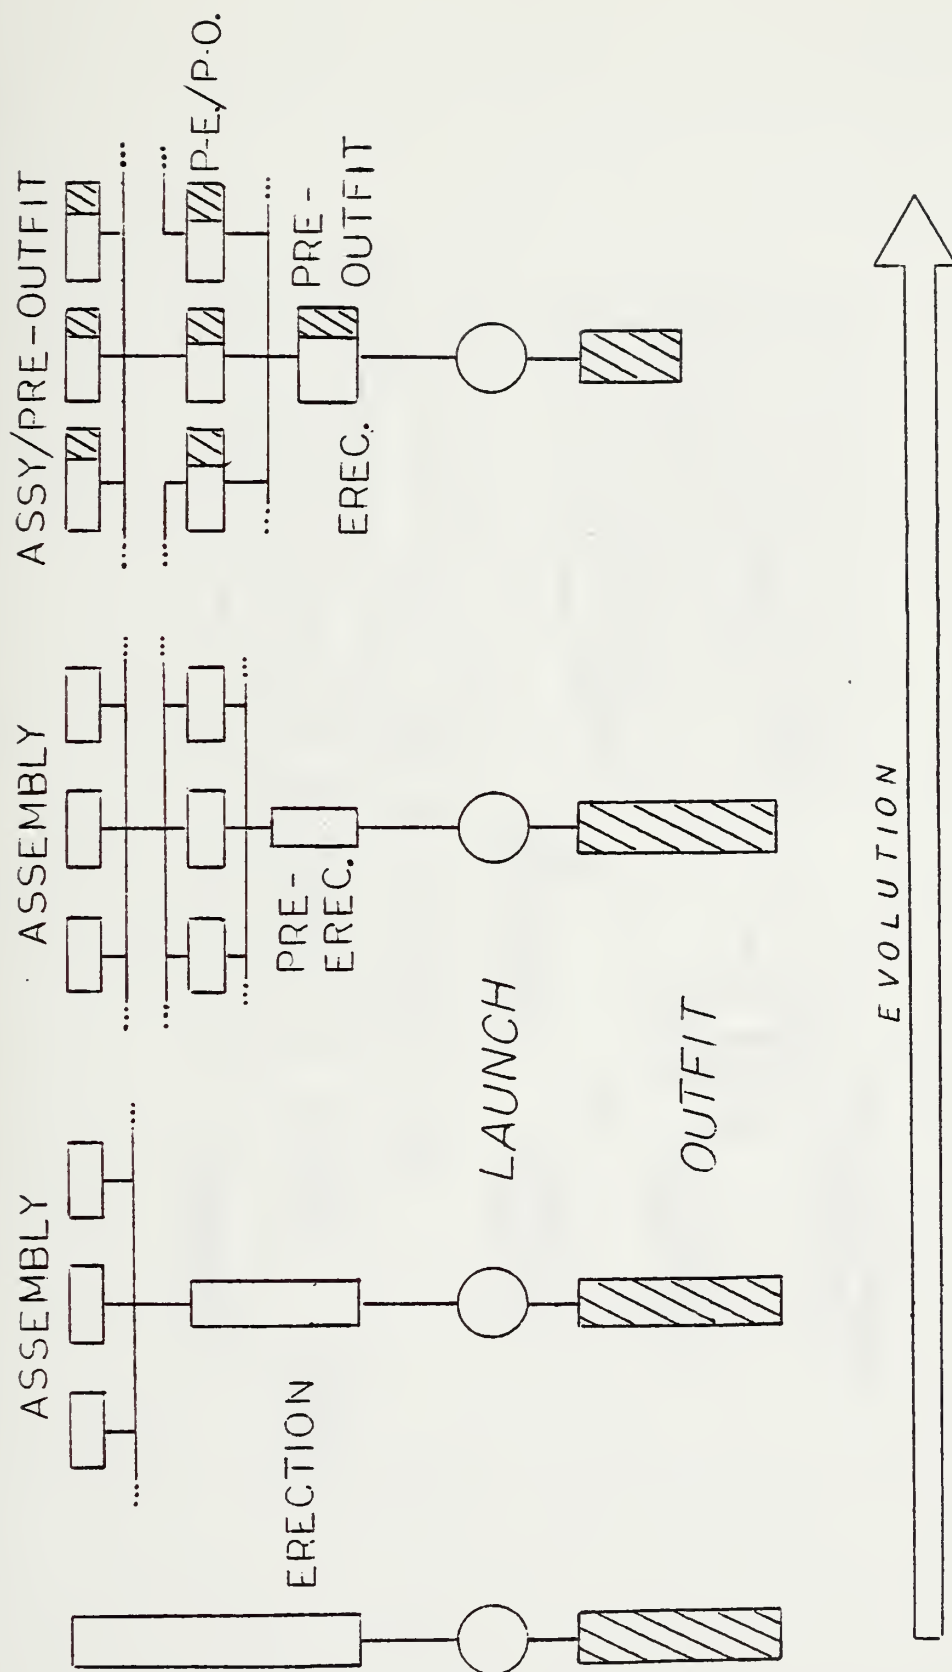 ASSY/PRE-OUTFIT
P-E./P.O.
PRE-
OUTFIT
EREC.
ASSEMBLY
PRE-
EREC.
ASSEMBLY
ERECTION
LAUNCH
OUTFIT
EVOLUTION